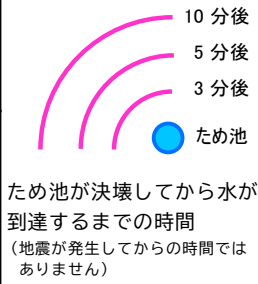 10 分後
5 分後
3 分後
ため池
ため池が決壊してから水が
到達するまでの時間
（地震が発生してからの時間では
ありません）